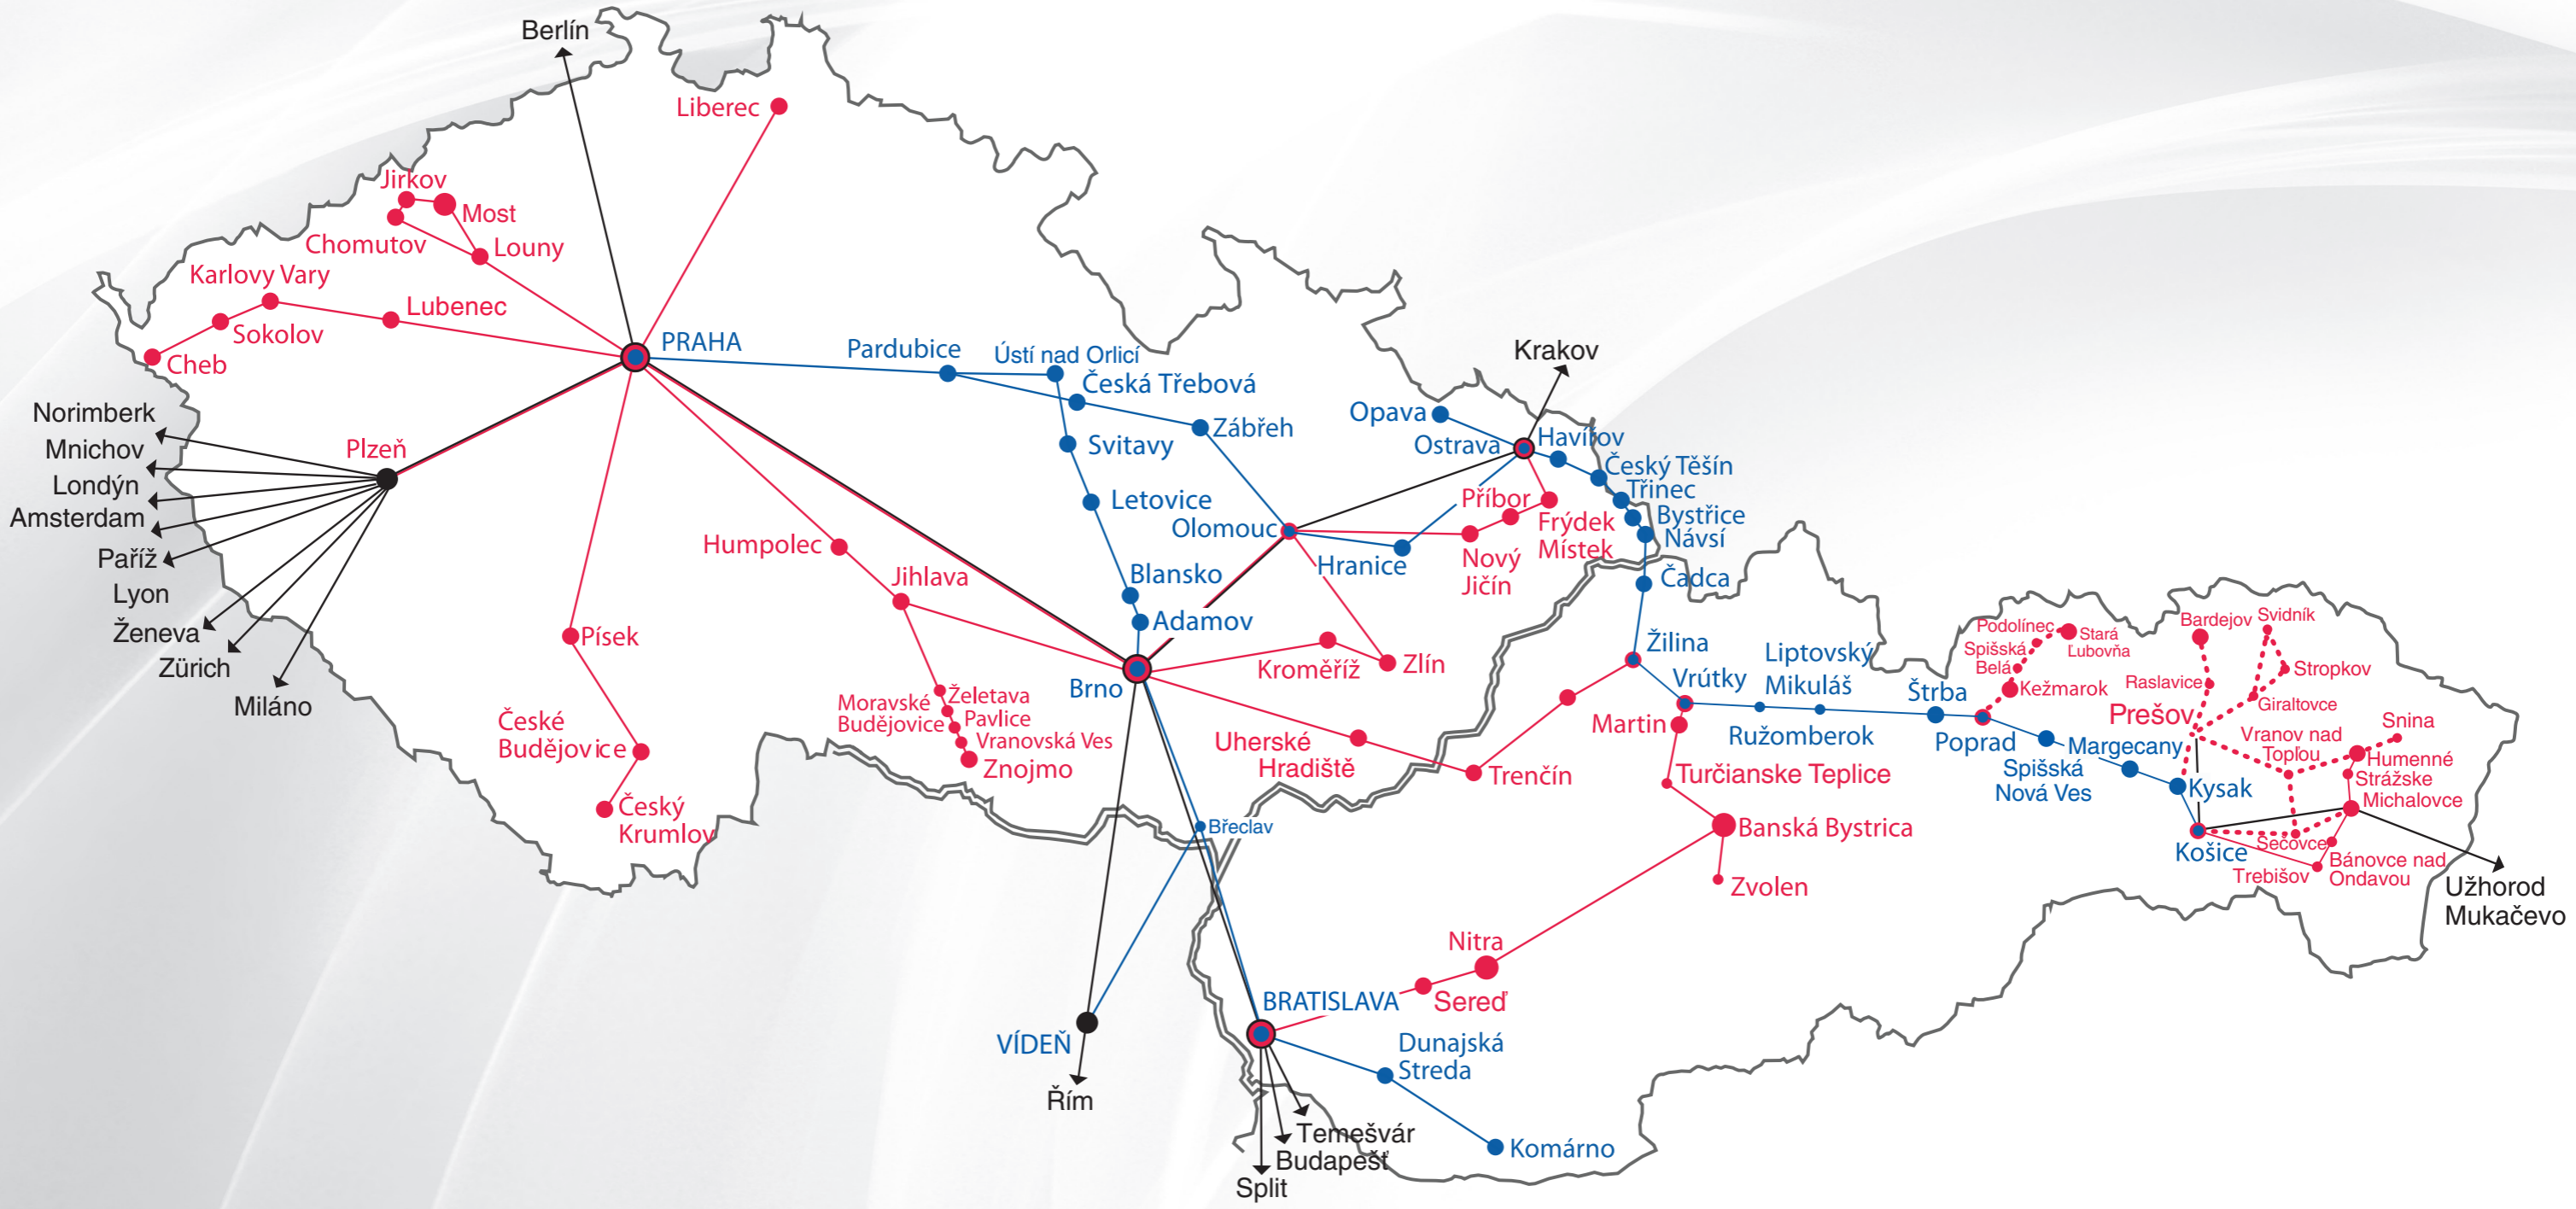 Berlín
Liberec
Jirkov
Most
Chomutov
Louny
Karlovy Vary
Lubenec
Sokolov
Cheb
PRAHA
Pardubice
Ústí nad Orlicí
Česká Třebová
Zábřeh
Svitavy
Letovice
Krakov
Opava
Ostrava
Havířov
Český Těšín
Třinec
Bystřice
Návsí
Norimberk
Mnichov
Londýn
Amsterdam
Paříž
Lyon
Ženeva
Zürich
Miláno
Plzeň
Příbor
Frýdek
Místek
Olomouc
Hranice
Nový
Jičín
Humpolec
Jihlava
Blansko
Adamov
Čadca
Písek
Kroměříž
Zlín
Žilina
Brno
Vrútky
Liptovský
Mikuláš
Štrba
Ružomberok
Martin
Poprad
Margecany
Spišská
Nová Ves
Kysak
Podolínec
Stará
Lubovňa
Spišská
Belá
Kežmarok
Bardejov
Svidník
Stropkov
Raslavice
Giraltovce
Prešov
Snina
Vranov nad
Topľou
Humenné
Strážske
Michalovce
České
Budějovice
Český
Krumlov
Želetava
Moravské
Budějovice
Pavlice
Vranovská Ves
Znojmo
Uherské
Hradiště
Trenčín
Turčianske Teplice
Banská Bystrica
Zvolen
Břeclav
Košice
Sečovce
Trebišov
Bánovce nad
Ondavou
Užhorod
Mukačevo
Nitra
Sereď
BRATISLAVA
VÍDEŇ
Řím
Dunajská
Streda
Komárno
Temešvár
Budapešť
Split